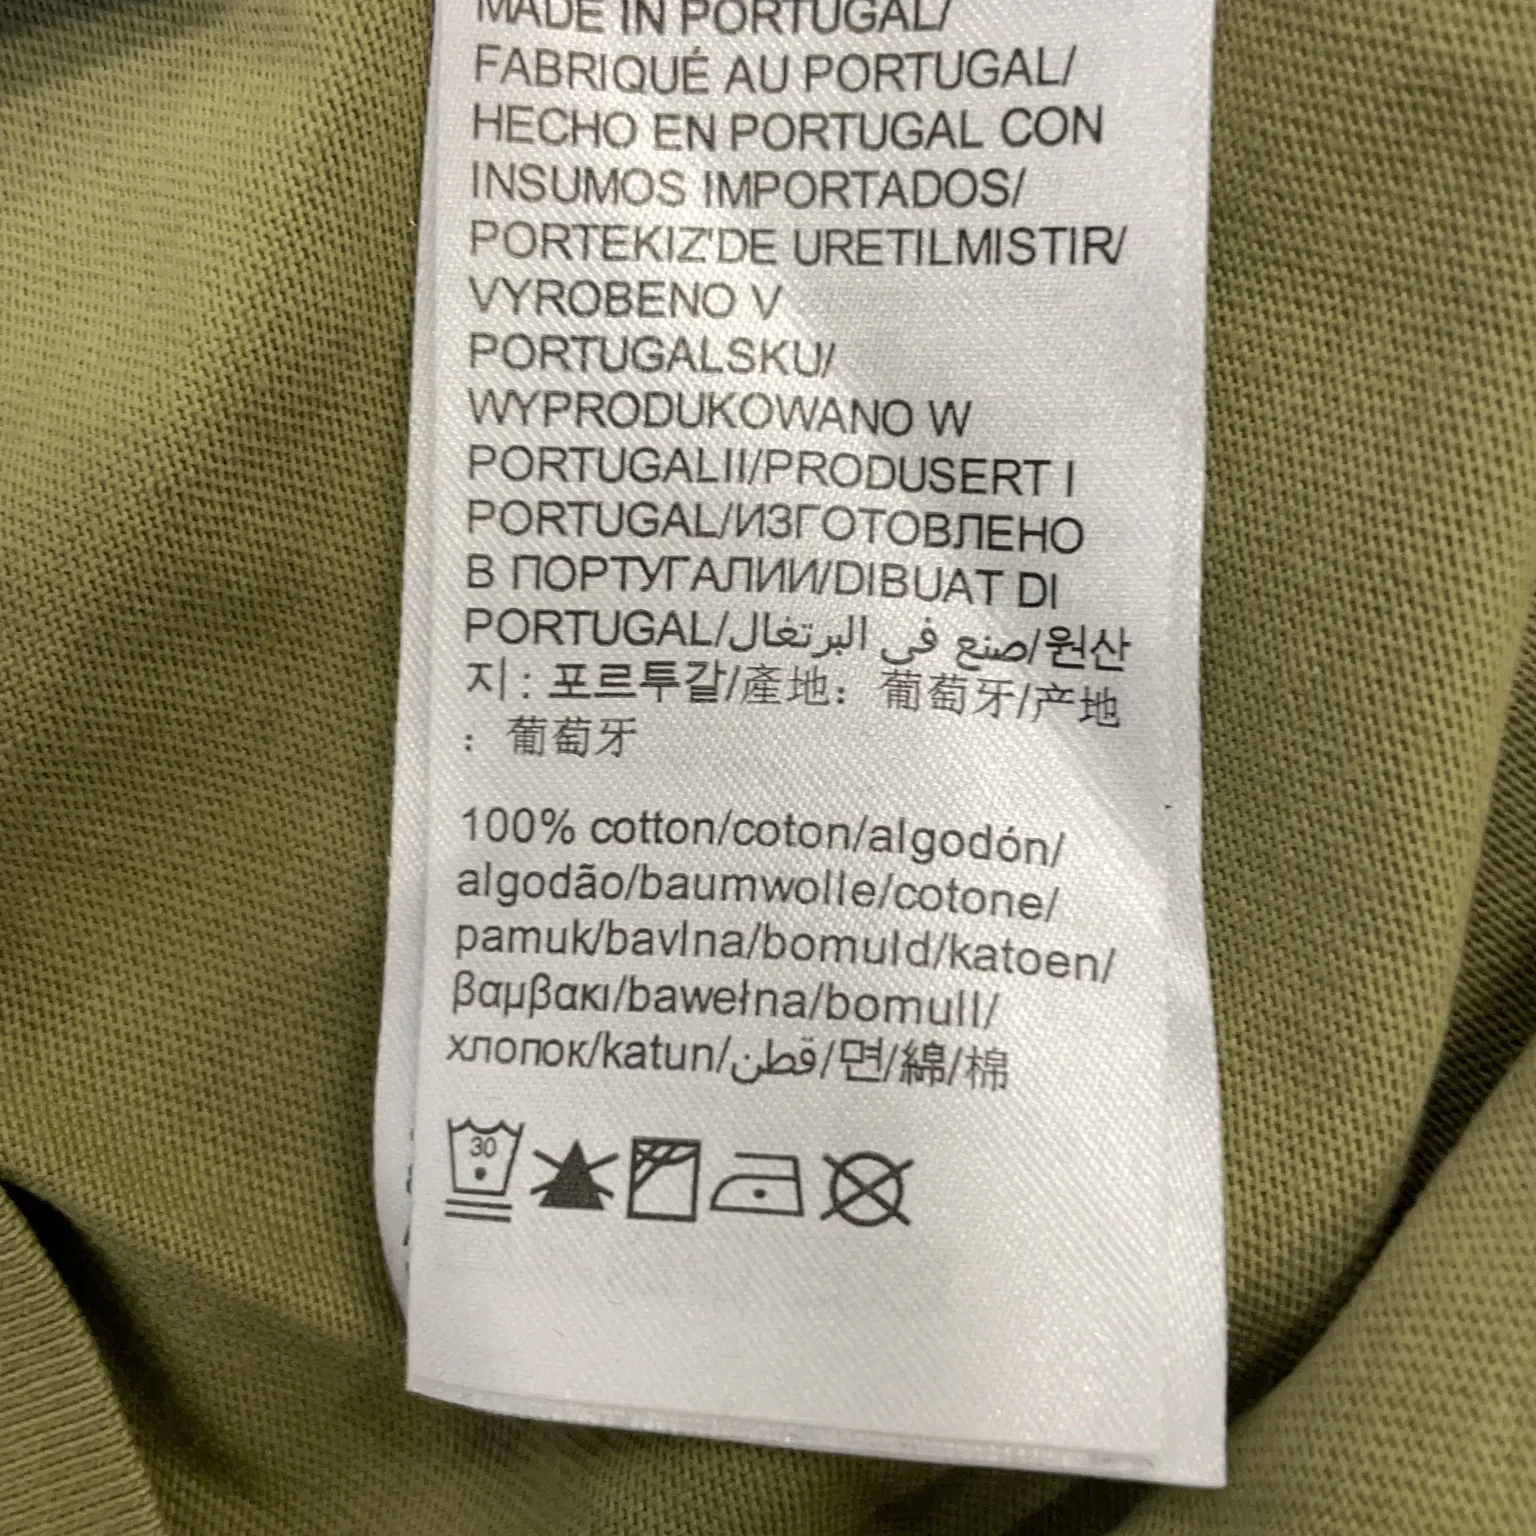 MADE IN PORTUGAL/
FABRIQUÉ AU PORTUGAL/
HECHO EN PORTUGAL CON
INSUMOS IMPORTADOS/
PORTEKIZ'DE URETILMISTIR/
VYROBENO V
PORTUGALSKU/
WYPRODUKOWANO W
PORTUGALII/PRODUSERT I
PORTUGAL/ИЗГОТОВЛЕНО
В ПОРТУГАЛИИ/DIBUAT DI
PORTUGAL/صنع في البرتغال/원산
지: 포르투갈/產地: 葡萄牙/产地
: 葡萄牙
100% cotton/coton/algodón/
algodão/baumwolle/cotone/
pamuk/bavlna/bomuld/katoen/
βαμβακι/bawełna/bomull/
хлопок/katun/قطن/면/綿/棉
30